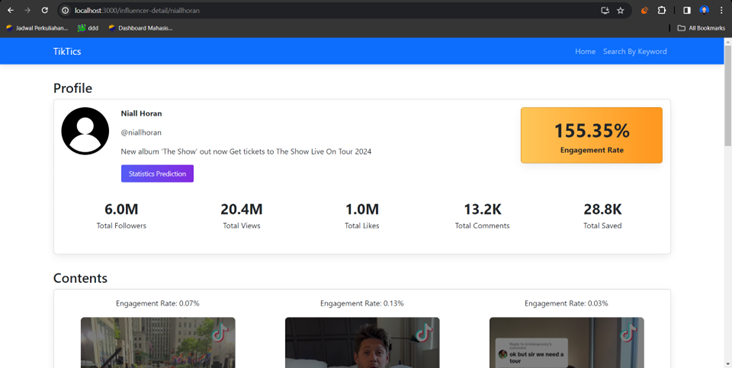 localhost:3000/influencer-detail/niallhoran
Jadwal Perkuliahan...
ddd
Dashboard Mahasis...
All Bookmarks
TikTics
Home
Search By Keyword
Profile
Niall Horan
@niallhoran
New album 'The Show' out now Get tickets to The Show Live On Tour 2024
Statistics Prediction
155.35%
Engagement Rate
6.0M
Total Followers
20.4M
Total Views
1.0M
Total Likes
13.2K
Total Comments
28.8K
Total Saved
Contents
Engagement Rate: 0.07%
Engagement Rate: 0.13%
Engagement Rate: 0.03%
ok but sir we need a
tour